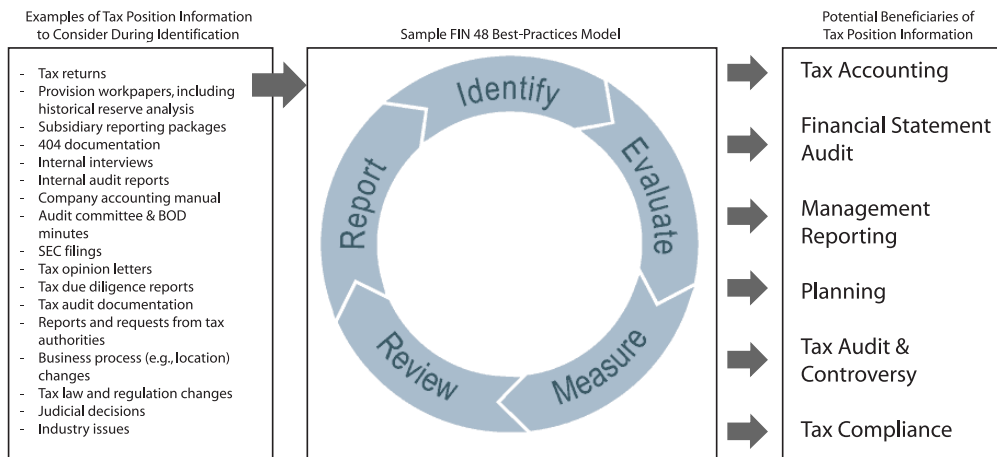 Examples of Tax Position Information
to Consider During Identification
- Tax returns
- Provision workpapers, including
historical reserve analysis
- Subsidiary reporting packages
- 404 documentation
- Internal interviews
- Internal audit reports
- Company accounting manual
- Audit committee & BOD
minutes
- SEC filings
- Tax opinion letters
- Tax due diligence reports
- Tax audit documentation
- Reports and requests from tax
authorities
- Business process (e.g., location)
changes
- Tax law and regulation changes
- Judicial decisions
- Industry issues
Sample FIN 48 Best-Practices Model
Identify
Evaluate
Measure
Review
Report
Potential Beneficiaries of
Tax Position Information
Tax Accounting
Financial Statement
Audit
Management
Reporting
Planning
Tax Audit &
Controversy
Tax Compliance